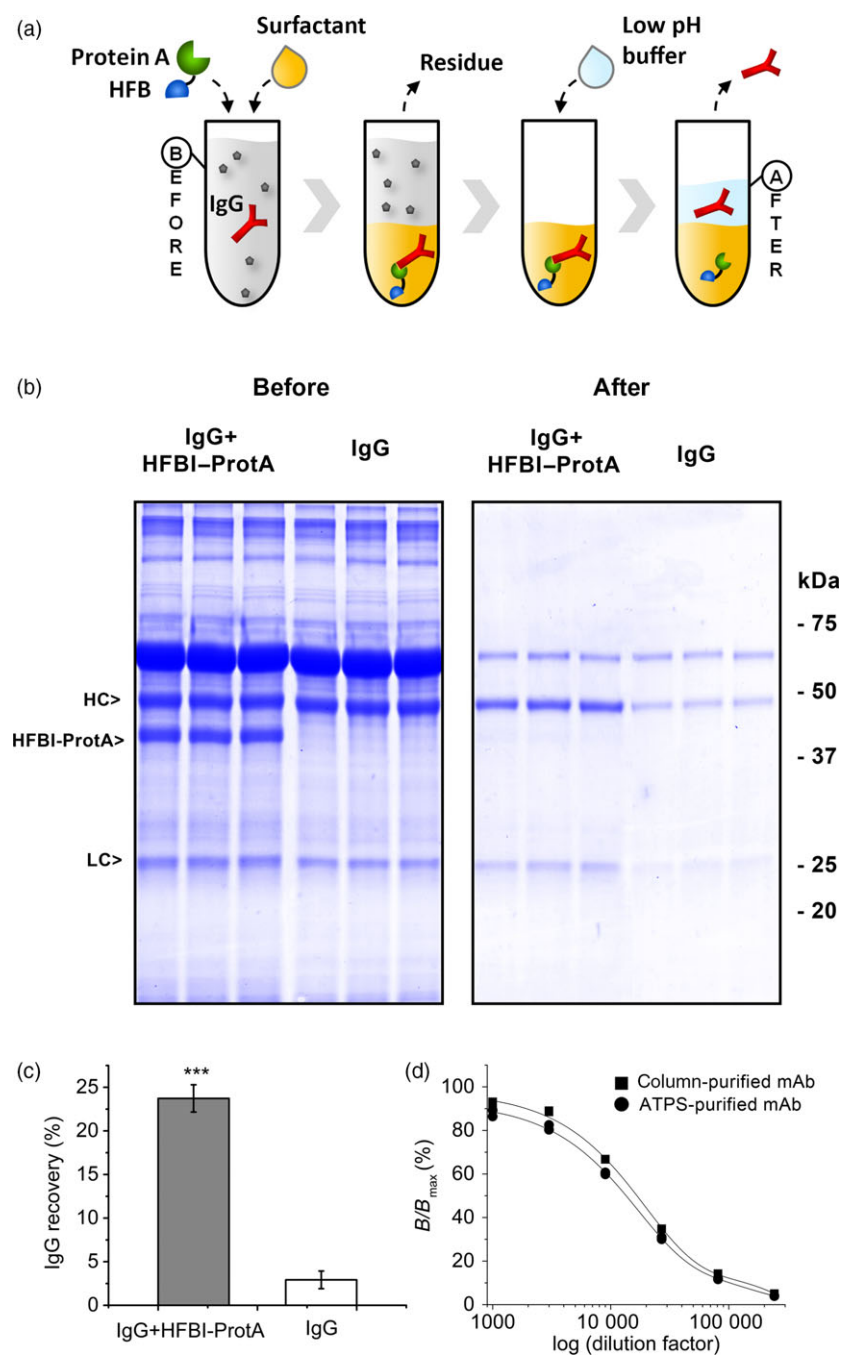 (a)
Protein A
HFB
Surfactant
Residue
Low pH
buffer
B
EFORE
IgG
A
FTER
(b)
Before
After
IgG+
HFBI–ProtA
IgG
IgG+
HFBI–ProtA
IgG
HC>
HFBI-ProtA>
LC>
kDa
- 75
- 50
- 37
- 25
- 20
(c)
IgG recovery (%)
25
20
15
10
5
0
***
IgG+HFBI-ProtA
IgG
(d)
B/Bmax (%)
100
80
60
40
20
0
Column-purified mAb
ATPS-purified mAb
1000
10 000
100 000
log (dilution factor)